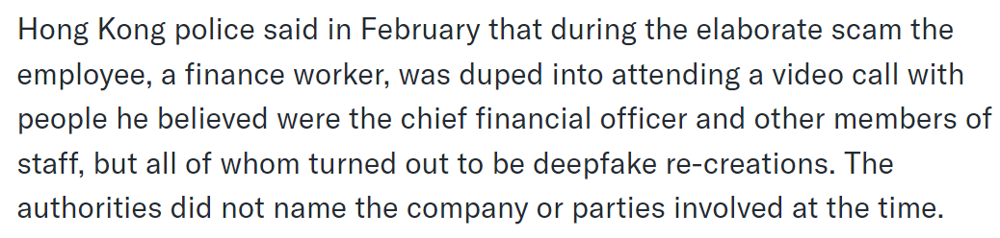 Hong Kong police said in February that during the elaborate scam the
employee, a finance worker, was duped into attending a video call with
people he believed were the chief financial officer and other members of
staff, but all of whom turned out to be deepfake re-creations. The
authorities did not name the company or parties involved at the time.